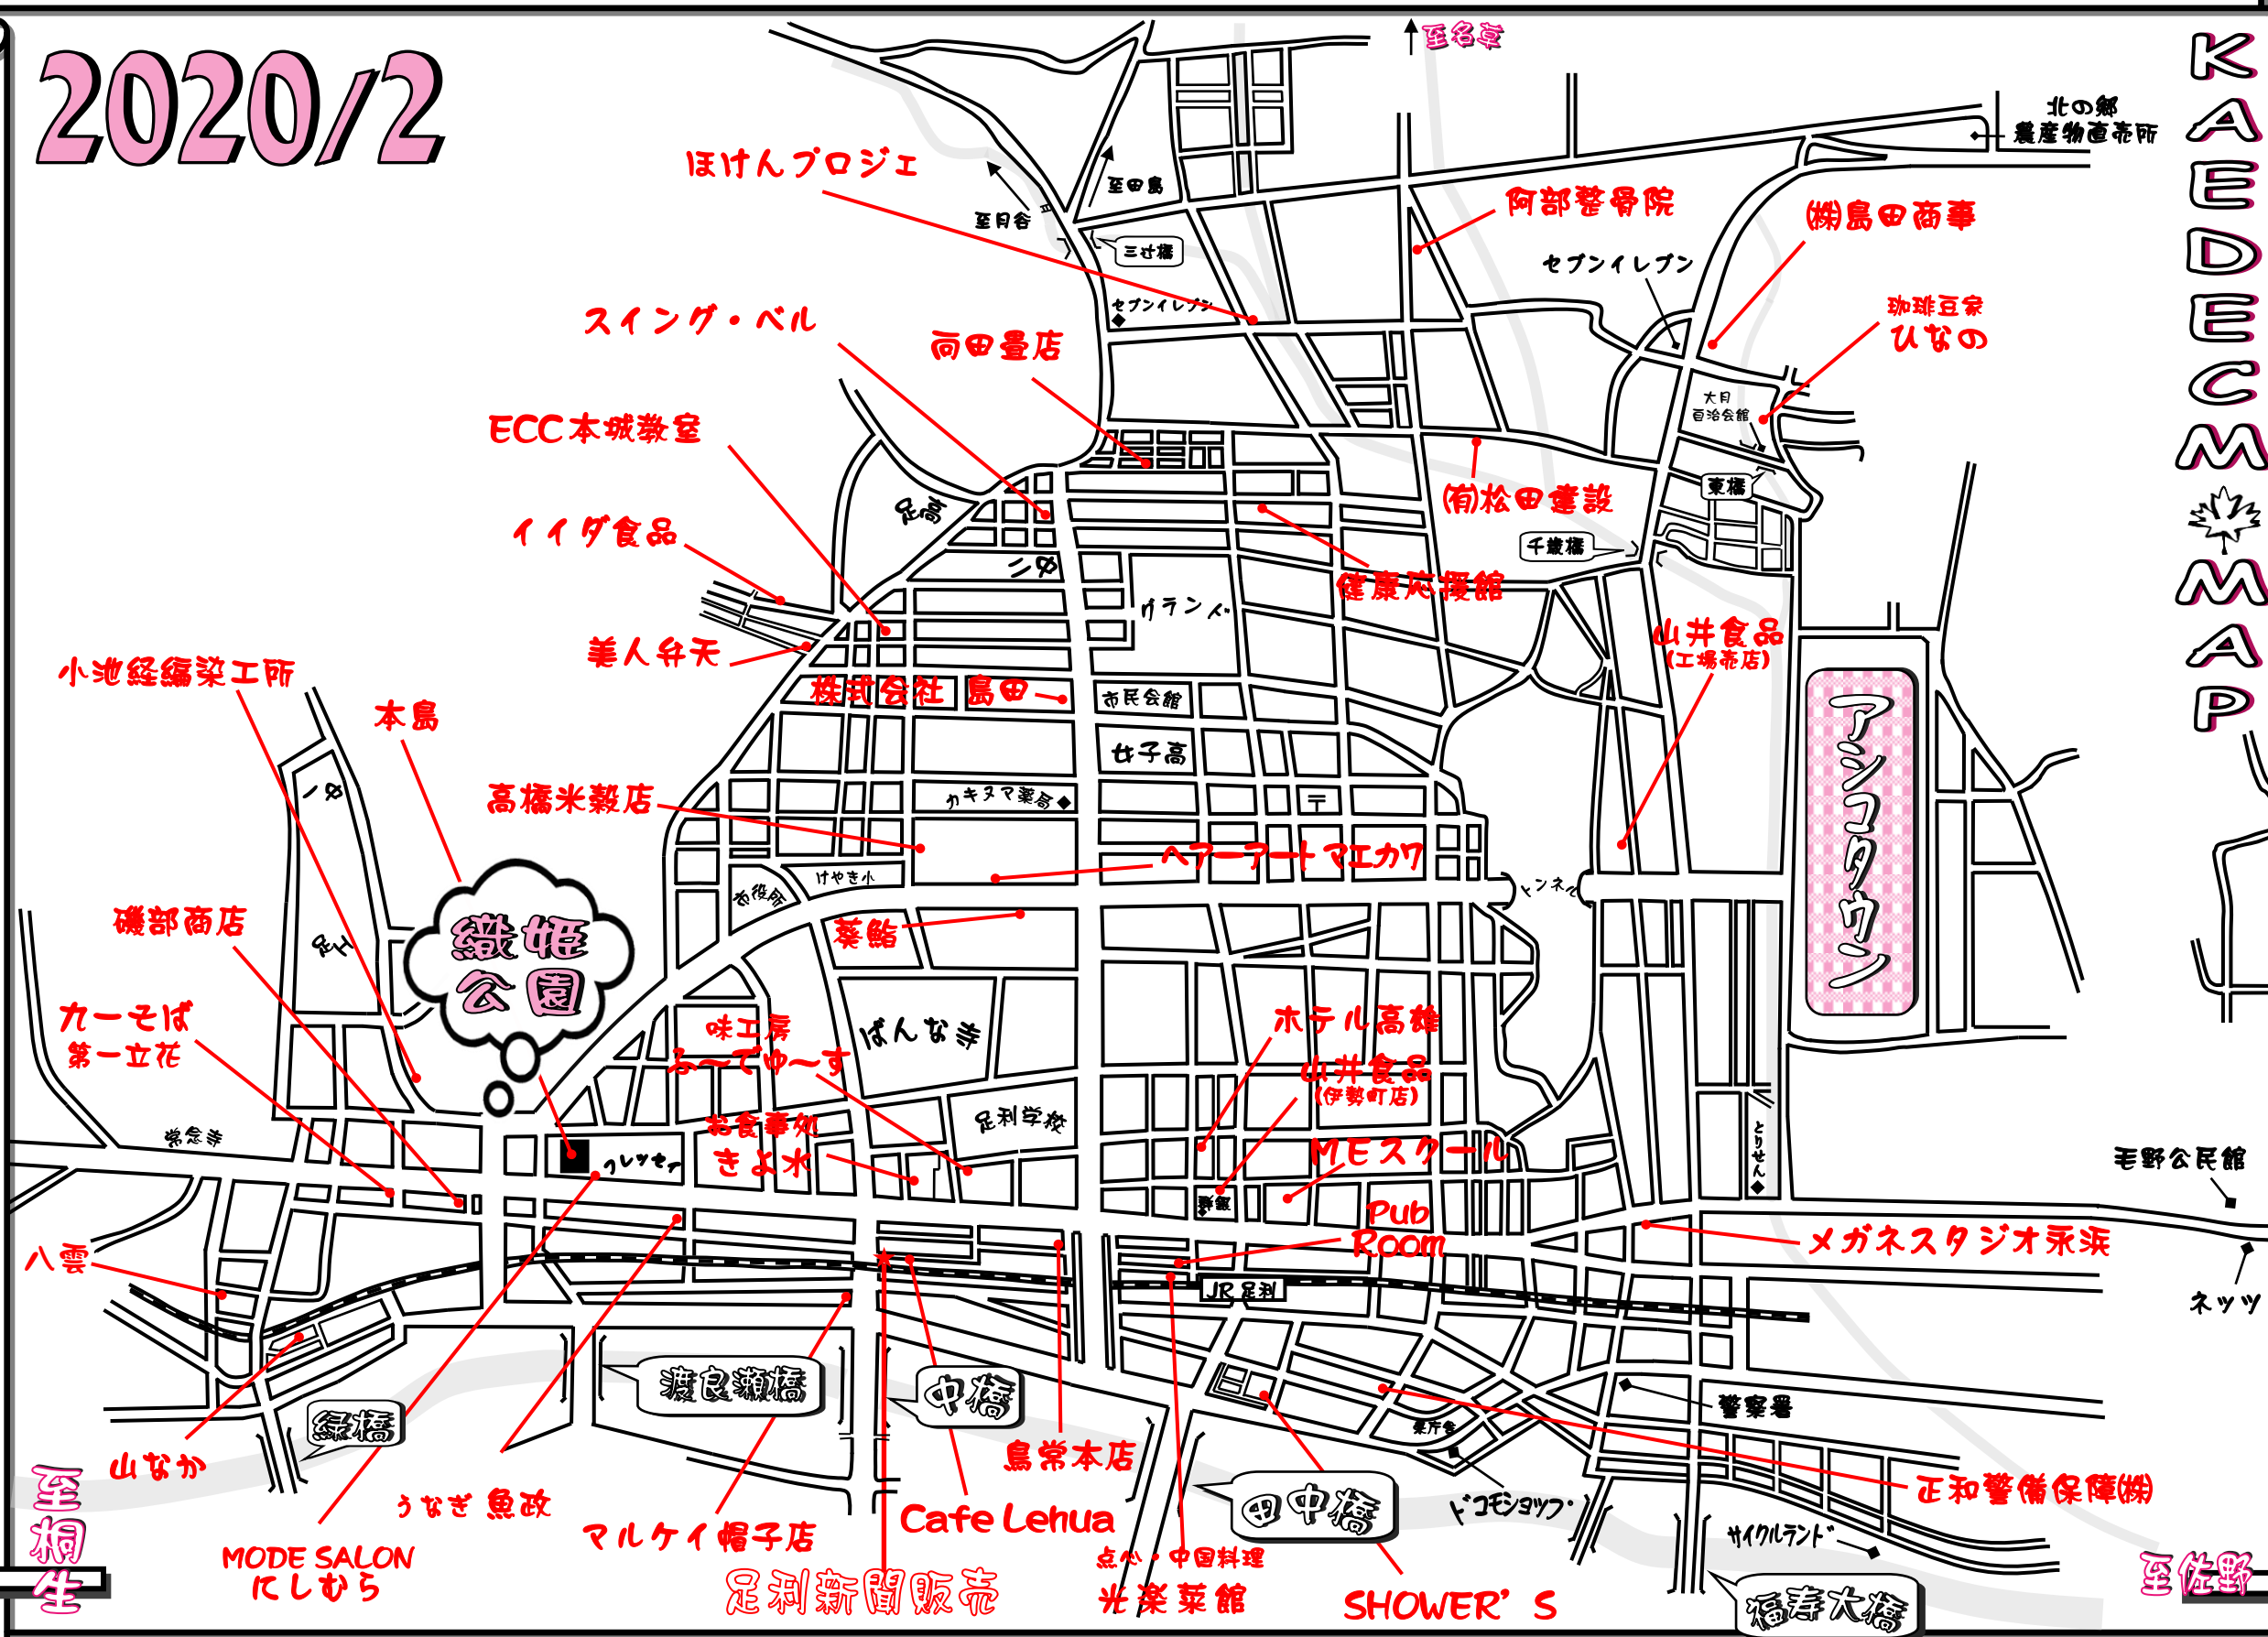 2020/2
KAEDECM MAP
至名草
北の郷
農産物直売所
ほけんプロジェ
至田島
至月谷
三辻橋
阿部整骨院
㈱島田商事
セブンイレブン
セブンイレブン
珈琲豆家
ひなの
スイング・ベル
向田畳店
大月
自治会館
ECC本城教室
足高
㈲松田建設
東橋
イイダ食品
二中
千歳橋
健康応援館
グランド
美人弁天
山井食品
(工場売店)
小池経編染工所
株式会社 島田
市民会館
本島
女子高
アシコタウン
一中
高橋米穀店
カキヌマ薬局
〒
ヘアーアートマエカワ
けやき小
市役所
トンネル
磯部商店
織姫
公園
足工
葵鮨
カーそば
第一立花
味工房
る〜でゆ〜す
ばんな寺
ホテル高雄
山井食品
(伊勢町店)
お食事処
きよ水
足利学校
常念寺
フレッセイ
MEスクール
とりせん
毛野公民館
群銀
Pub
Room
メガネスタジオ永浜
八雲
JR足利
ネッツ
渡良瀬橋
中橋
緑橋
警察署
県庁舎
山なか
鳥常本店
田中橋
ドコモショップ
正和警備保障㈱
至桐生
うなぎ 魚政
マルケイ帽子店
Cafe Lehua
サイクルランド
MODE SALON
にしむら
足利新聞販売
点心・中国料理
光楽菜館
SHOWER'S
福寿大橋
至佐野